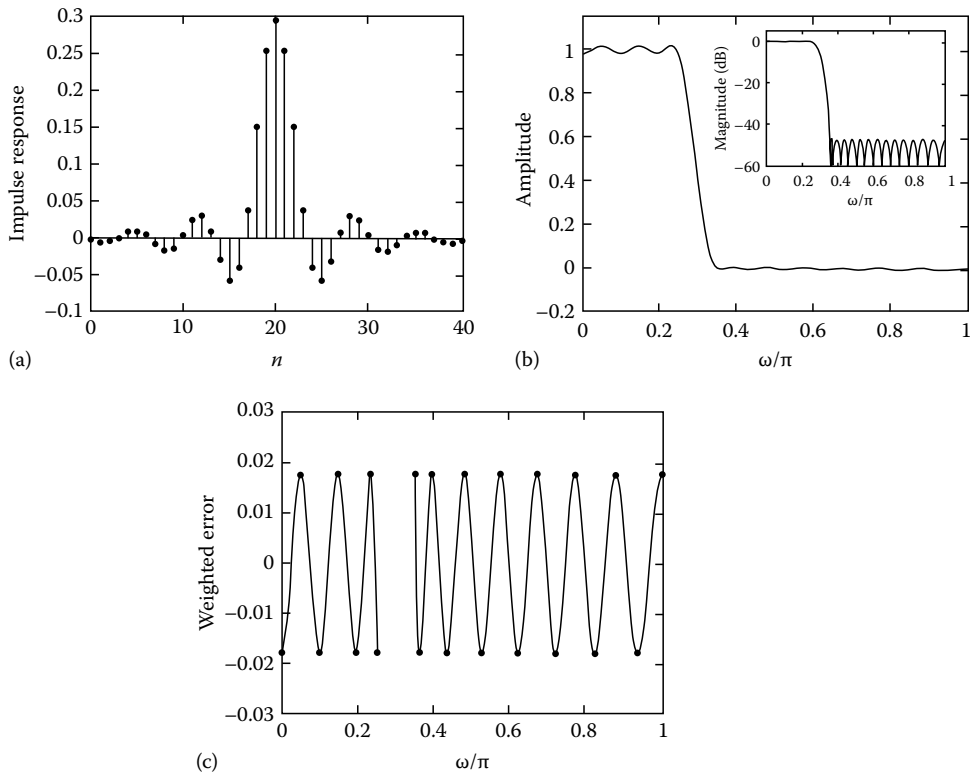 0.3
0.25
0.2
0.15
0.1
0.05
0
−0.05
−0.1
Impulse response
0 10 20 30 40
n
(a)
1
0.8
0.6
0.4
0.2
0
−0.2
Amplitude
0 0.2 0.4 0.6 0.8 1
ω/π
(b)
0
−20
−40
−60
Magnitude (dB)
0 0.2 0.4 0.6 0.8 1
ω/π
0.03
0.02
0.01
0
−0.01
−0.02
−0.03
Weighted error
0 0.2 0.4 0.6 0.8 1
ω/π
(c)